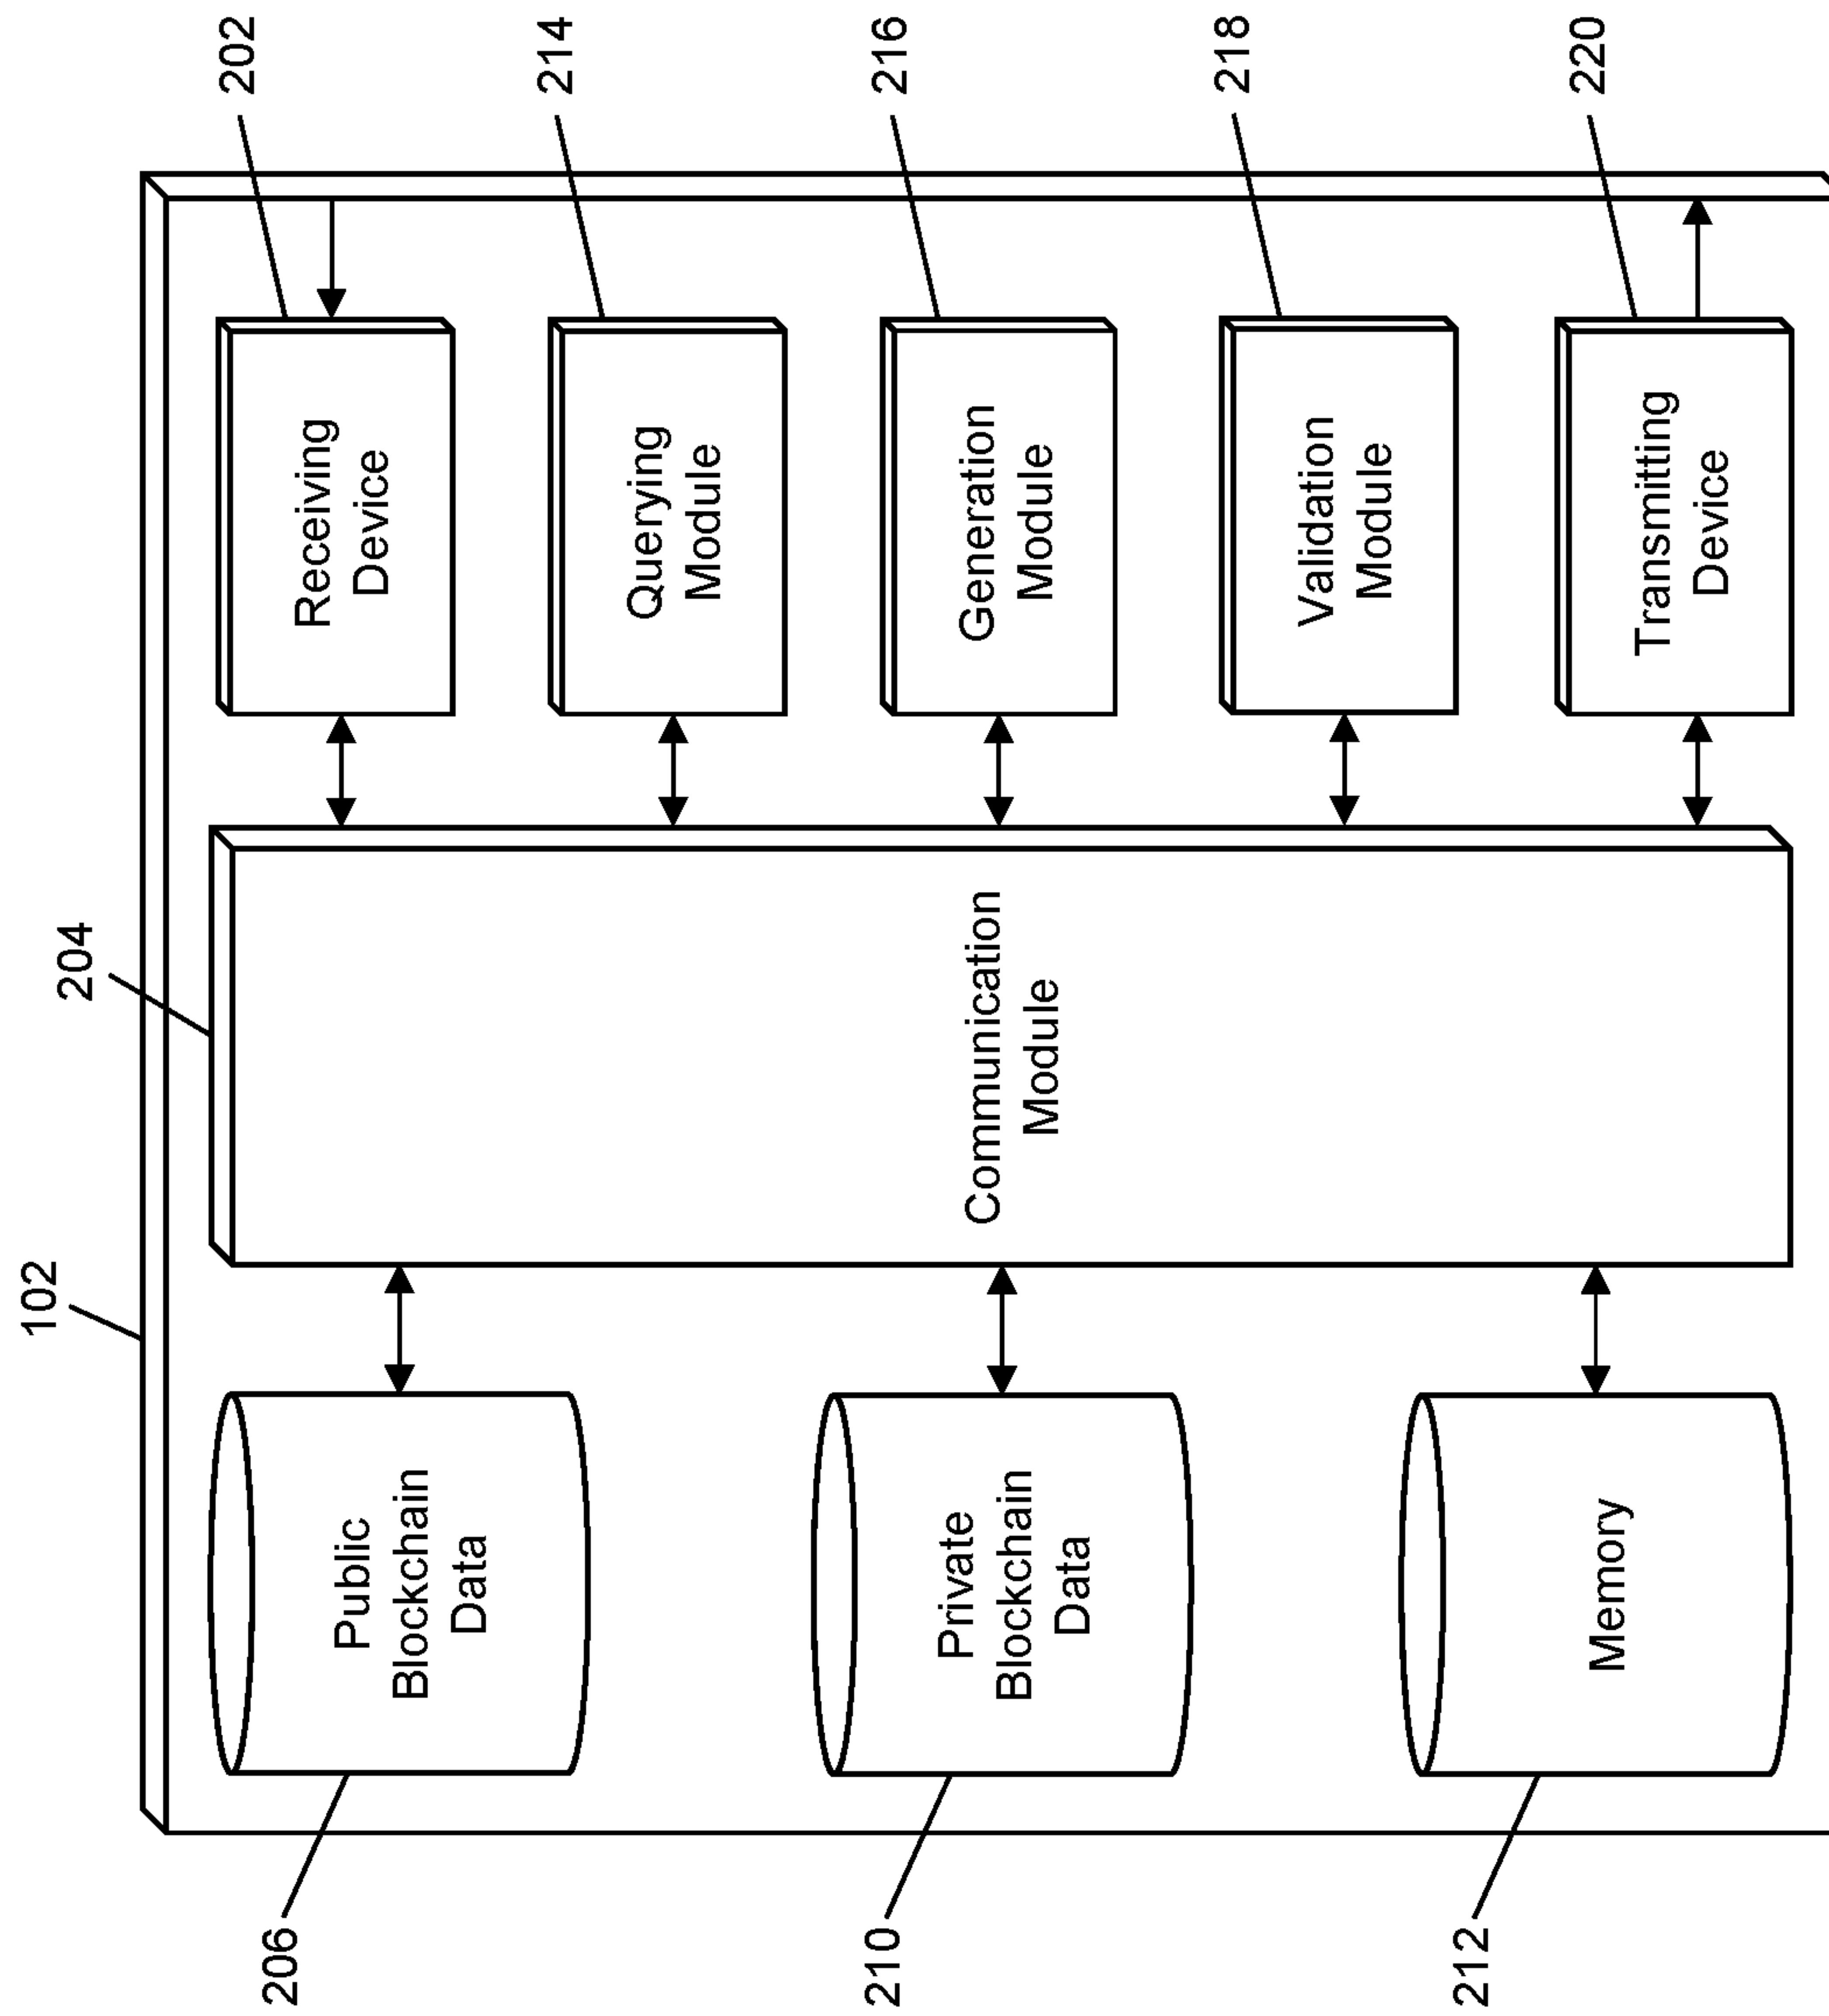 102
204
206
Public
Blockchain
Data
210
Private
Blockchain
Data
212
Memory
Communication
Module
Receiving
Device
202
Querying
Module
214
Generation
Module
216
Validation
Module
218
Transmitting
Device
220